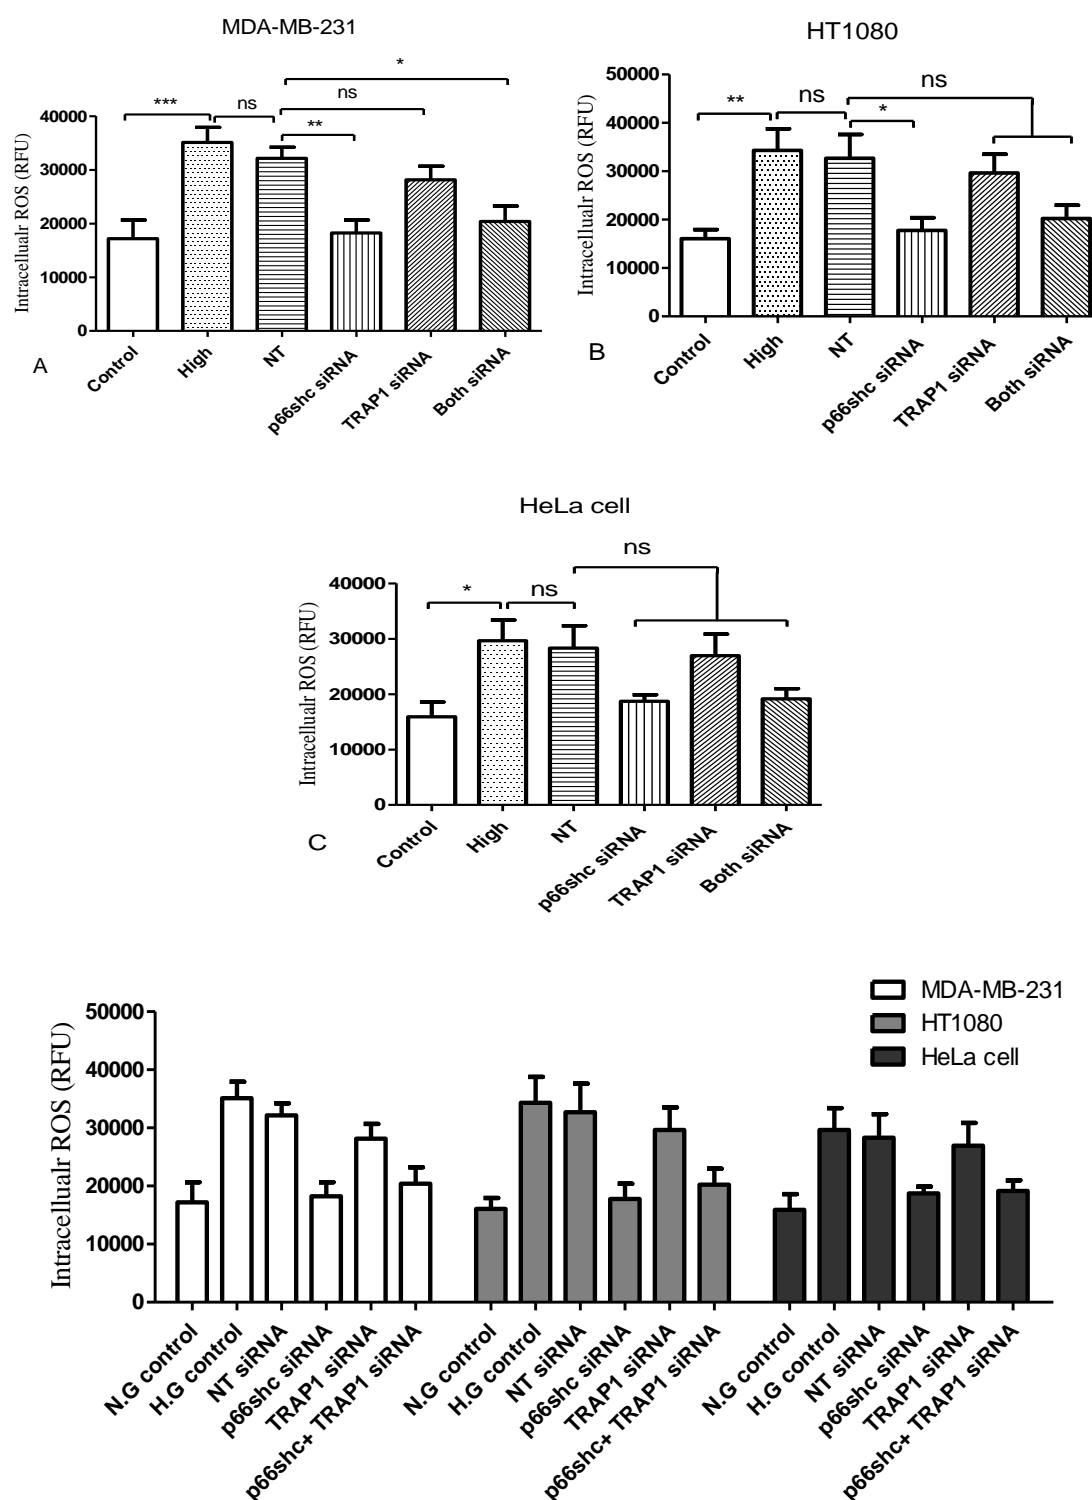 MDA-MB-231
*
ns
***
ns
**
Intracellualr ROS (RFU)
40000
30000
20000
10000
0
Control
High
NT
p66shc siRNA
TRAP1 siRNA
Both siRNA
A
HT1080
ns
ns
**
*
Intracellualr ROS (RFU)
50000
40000
30000
20000
10000
0
Control
High
NT
p66shc siRNA
TRAP1 siRNA
Both siRNA
B
HeLa cell
ns
*
ns
Intracellualr ROS (RFU)
40000
30000
20000
10000
0
Control
High
NT
p66shc siRNA
TRAP1 siRNA
Both siRNA
C
MDA-MB-231
HT1080
HeLa cell
Intracellualr ROS (RFU)
50000
40000
30000
20000
10000
0
N.G control
H.G control
NT siRNA
p66shc siRNA
TRAP1 siRNA
p66shc+ TRAP1 siRNA
N.G control
H.G control
NT siRNA
p66shc siRNA
TRAP1 siRNA
p66shc+ TRAP1 siRNA
N.G control
H.G control
NT siRNA
p66shc siRNA
TRAP1 siRNA
p66shc+ TRAP1 siRNA